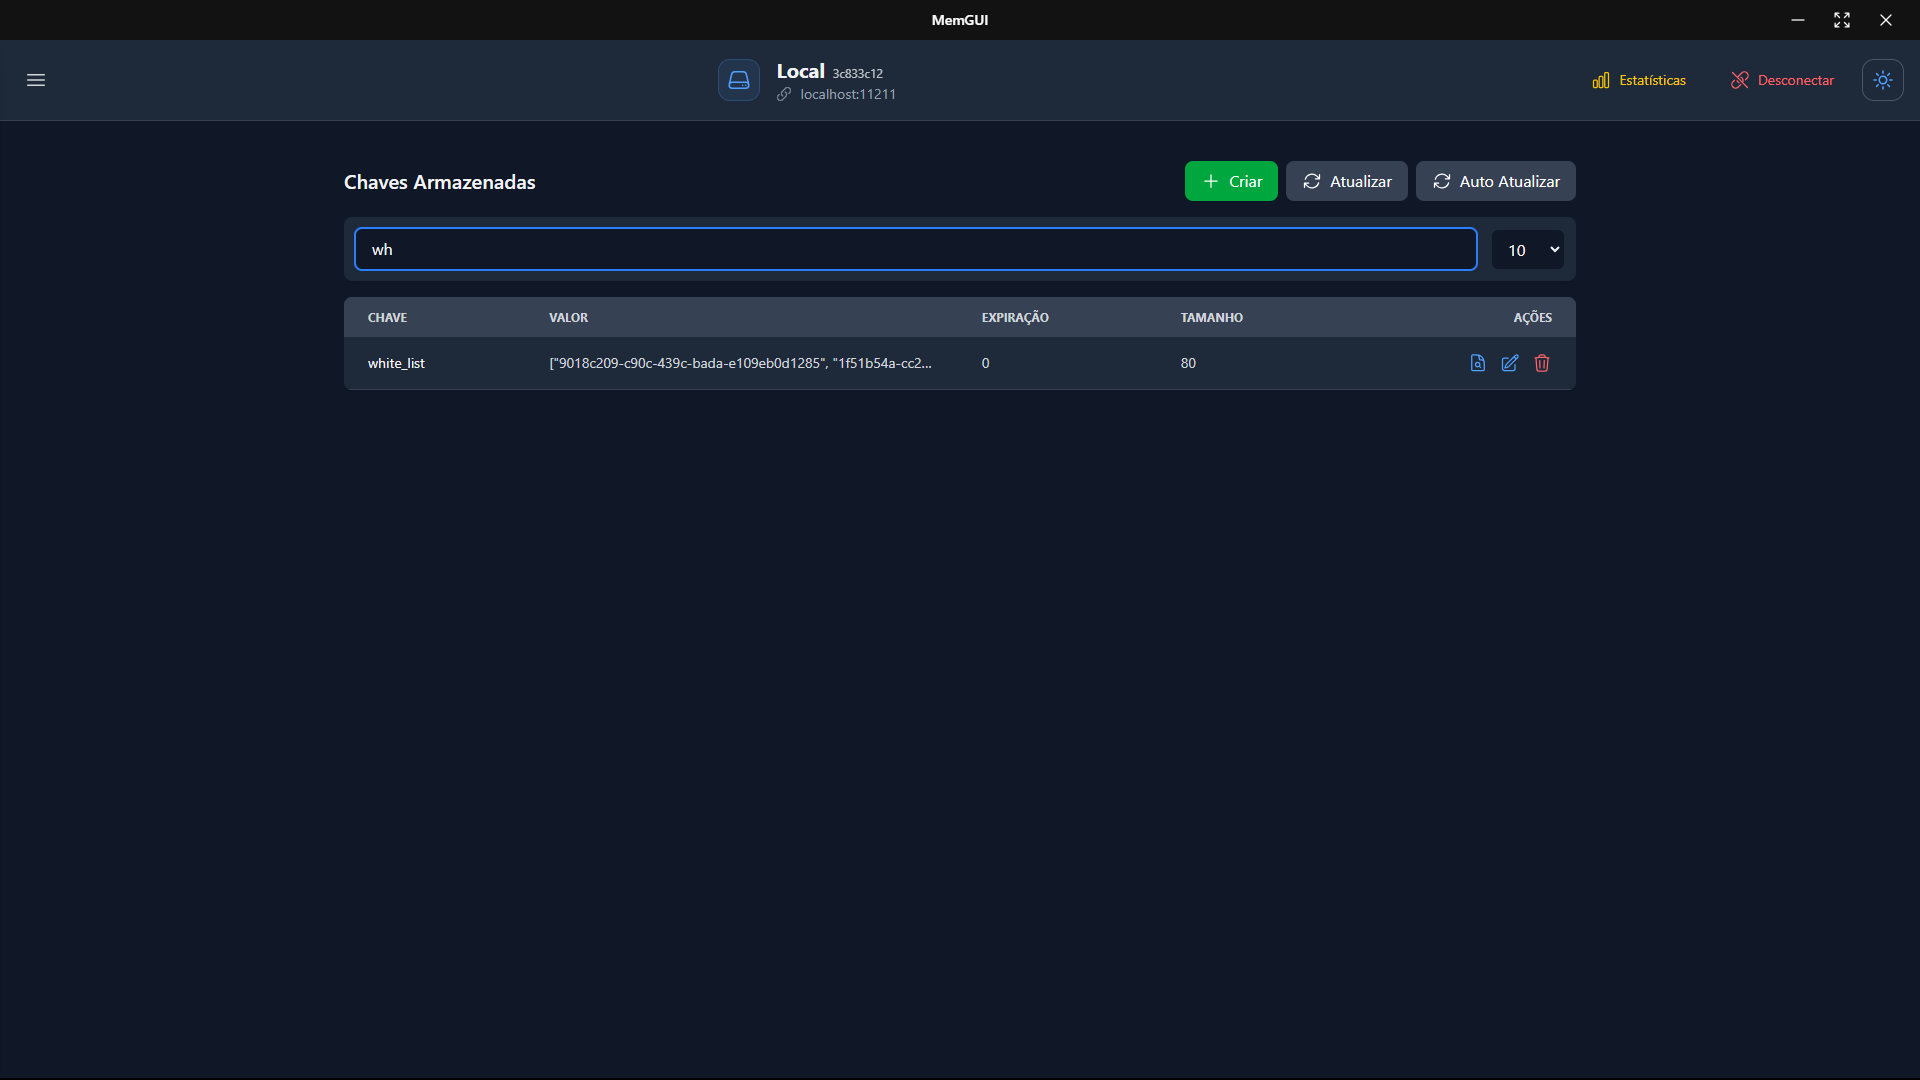 MemGUI
Local 3c833c12
localhost:11211
Estatísticas
Desconectar
Chaves Armazenadas
Criar
Atualizar
Auto Atualizar
wh
10
CHAVE VALOR EXPIRAÇÃO TAMANHO AÇÕES
white_list ["9018c209-c90c-439c-bada-e109eb0d1285", "1f51b54a-cc2... 0 80